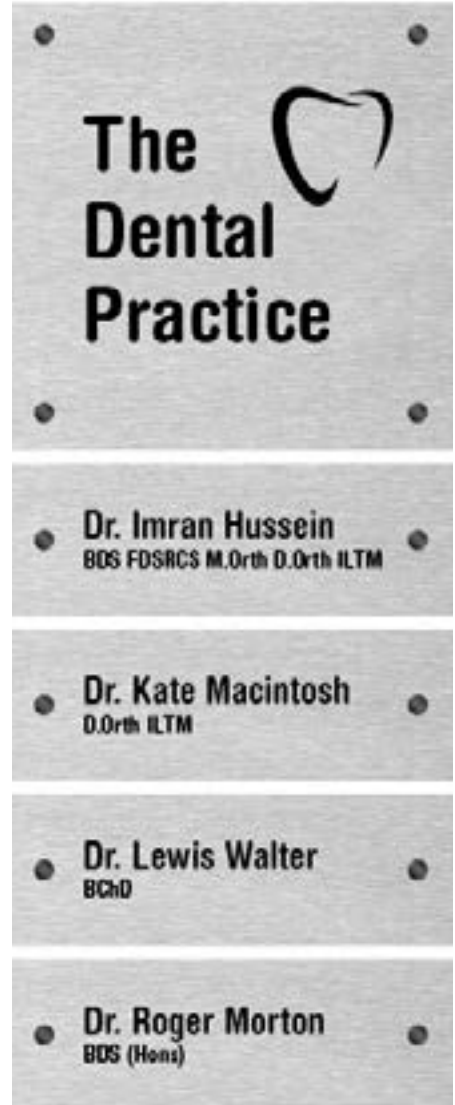 The
Dental
Practice
Dr. Imran Hussein
BDS FDSRCS M.Orth D.Orth ILTM
Dr. Kate Macintosh
D.Orth ILTM
Dr. Lewis Walter
BChD
Dr. Roger Morton
BDS (Hons)